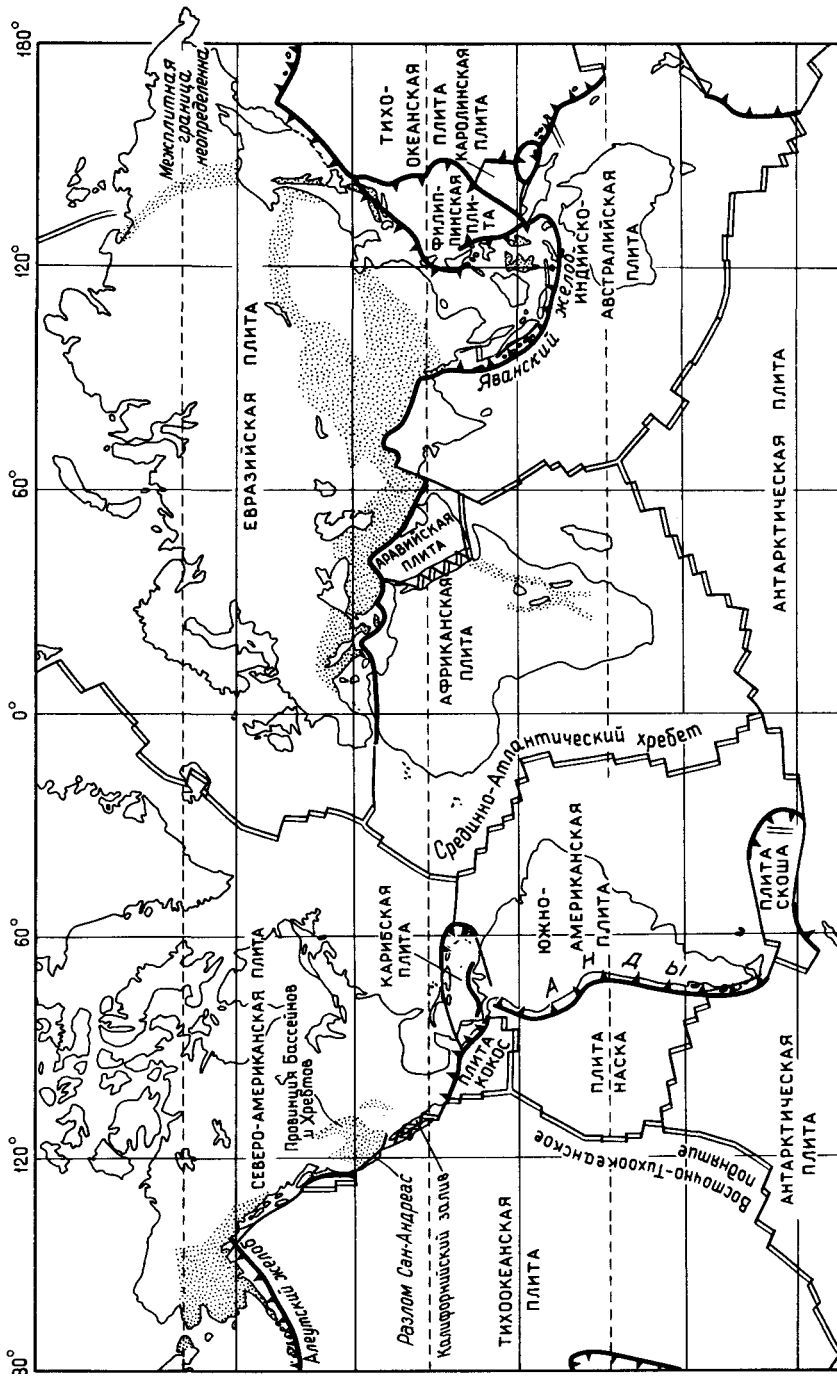 180°
120°
60°
0°
60°
120°
80°
Межплитная
граница
неопределенна
ТИХО-
ОКЕАНСКАЯ
ПЛИТА
КАРОЛИНСКАЯ
ПЛИТА
ФИЛИП-
ПИНСКАЯ
ПЛИ-
ТА
ИНДИЙСКО-
АВСТРАЛИЙСКАЯ
ПЛИТА
Яванский желоб
ЕВРАЗИЙСКАЯ ПЛИТА
АРАВИЙСКАЯ
ПЛИТА
АФРИКАНСКАЯ
ПЛИТА
АНТАРКТИЧЕСКАЯ ПЛИТА
Срединно-Атлантический хребет
СЕВЕРО-АМЕРИКАНСКАЯ ПЛИТА
Провинция Бассейнов
и Хребтов
КАРИБСКАЯ
ПЛИТА
ЮЖНО-
АМЕРИКАНСКАЯ
ПЛИТА
АНДЫ
ПЛИТА
СКОША
ПЛИТА
КОКОС
ПЛИТА
НАСКА
Алеутский желоб
Разлом Сан-Андреас
Калифорнийский залив
ТИХООКЕАНСКАЯ
ПЛИТА
Восточно-Тихоокеанское
поднятие
АНТАРКТИЧЕСКАЯ
ПЛИТА